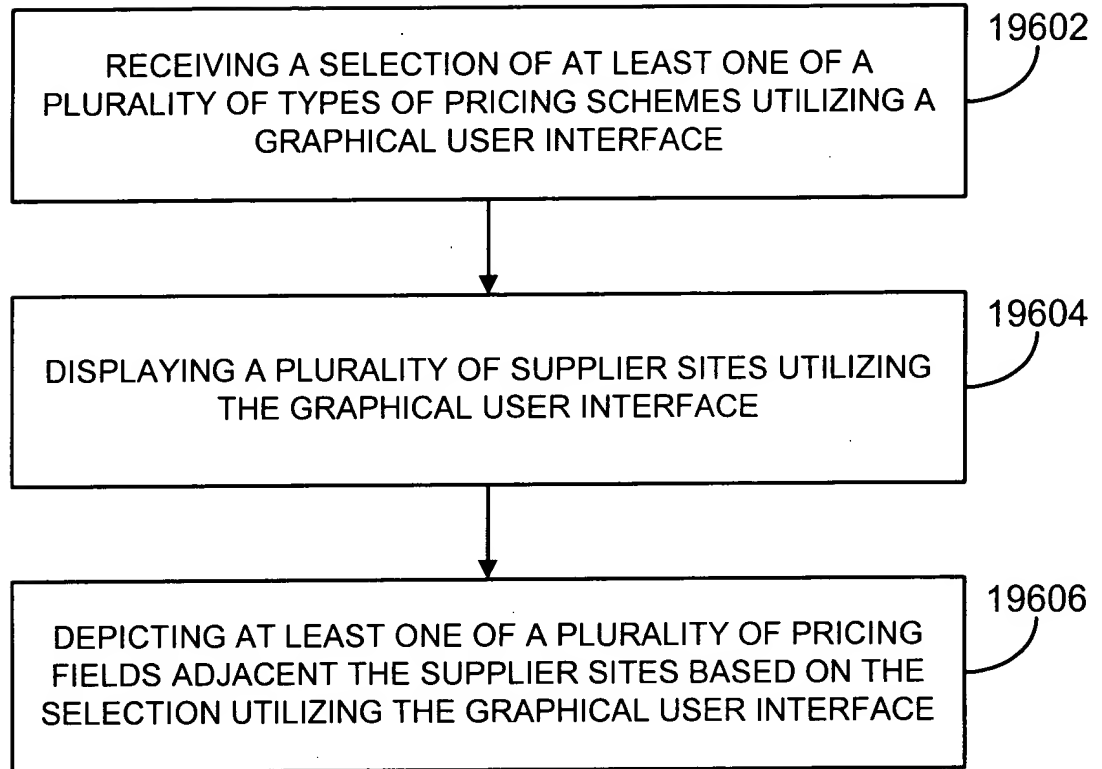 19602
RECEIVING A SELECTION OF AT LEAST ONE OF A
PLURALITY OF TYPES OF PRICING SCHEMES UTILIZING A
GRAPHICAL USER INTERFACE
19604
DISPLAYING A PLURALITY OF SUPPLIER SITES UTILIZING
THE GRAPHICAL USER INTERFACE
19606
DEPICTING AT LEAST ONE OF A PLURALITY OF PRICING
FIELDS ADJACENT THE SUPPLIER SITES BASED ON THE
SELECTION UTILIZING THE GRAPHICAL USER INTERFACE